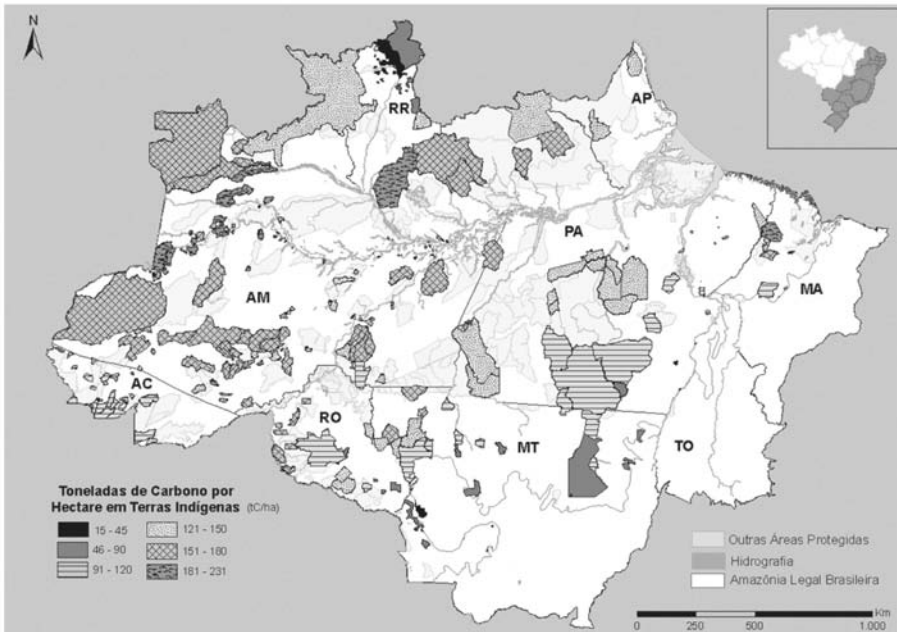 N
RR
AP
AM
PA
MA
AC
RO
MT
TO
Toneladas de Carbono por
Hectare em Terras Indígenas (tC/ha)
15 - 45
46 - 90
91 - 120
121 - 150
151 - 180
181 - 231
Outras Áreas Protegidas
Hidrografia
Amazônia Legal Brasileira
Km
0 250 500 1.000